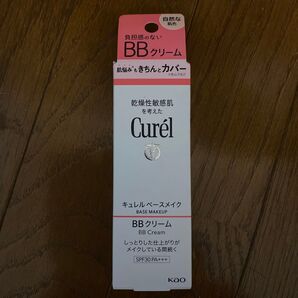 負担感のない
BBクリーム
自然な
肌色
肌悩み*もきちんとカバー
乾燥性敏感肌
を考えた
Curél
キュレル ベースメイク
BASE MAKEUP
BBクリーム
BB Cream
しっとりした仕上がりが
メイクしている間続く
SPF30 PA+++
Kao